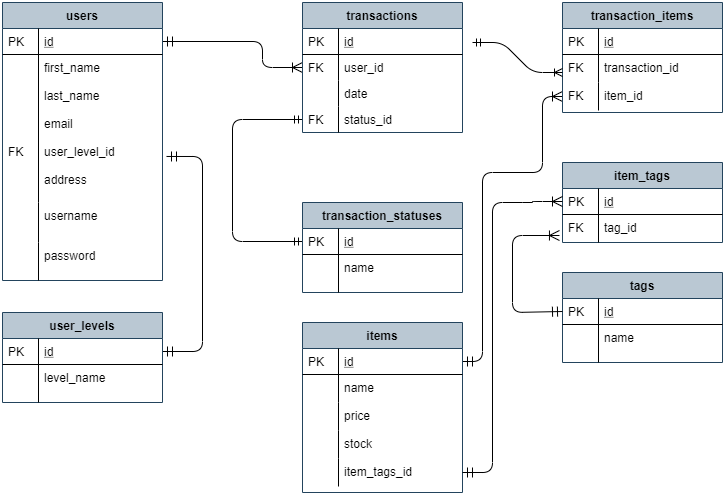 users
PK id
first_name
last_name
email
FK user_level_id
address
username
password
user_levels
PK id
level_name
transactions
PK id
FK user_id
date
FK status_id
transaction_statuses
PK id
name
items
PK id
name
price
stock
item_tags_id
transaction_items
PK id
FK transaction_id
FK item_id
item_tags
PK id
FK tag_id
tags
PK id
name